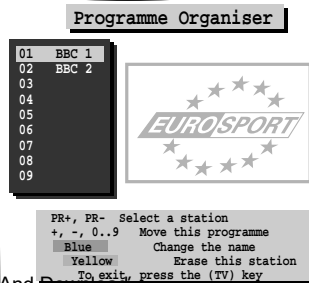 Programme Organiser
01 BBC 1
02 BBC 2
03
04
05
06
07
08
09
EUROSPORT
PR+, PR- Select a station
+, -, 0..9 Move this programme
Blue Change the name
Yellow Erase this station
To exit press the (TV) key